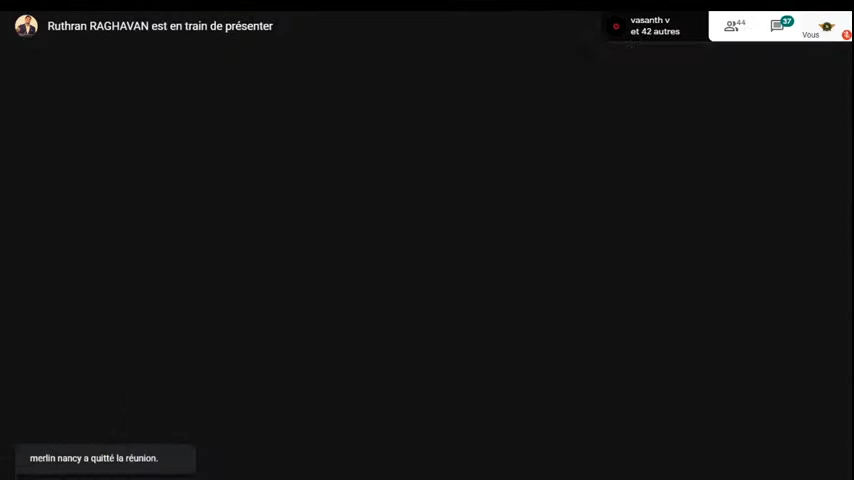 Ruthran RAGHAVAN est en train de présenter
vasanth v
et 42 autres
44
37
Vous
merlin nancy a quitté la réunion.